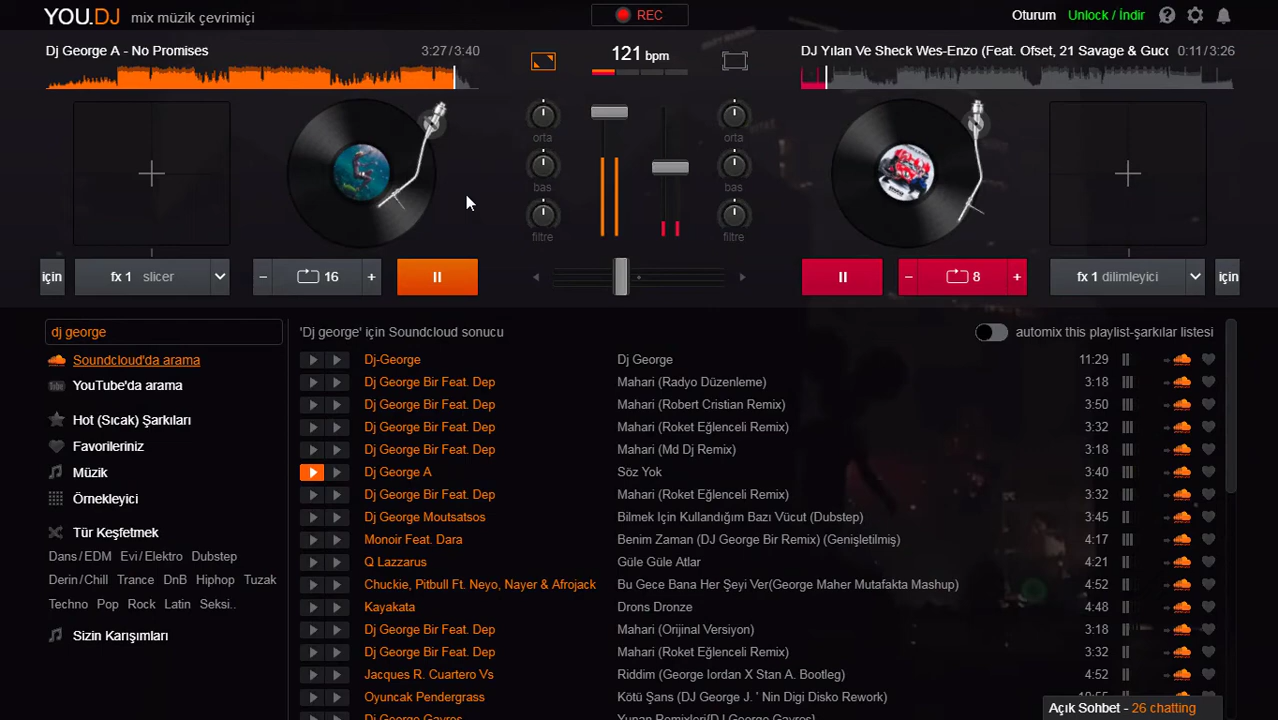 YOU.DJ mix müzik çevrimiçi
REC
Oturum Unlock / İndir
Dj George A - No Promises 3:27/3:40
121 bpm
DJ Yılan Ve Sheck Wes-Enzo (Feat. Ofset, 21 Savage & Gucc 0:11/3:26
orta orta
bas bas
filtre filtre
için fx 1 slicer − 16 +
− 8 + fx 1 dilimleyici için
dj george
Soundcloud'da arama
YouTube'da arama
Hot (Sıcak) Şarkıları
Favorileriniz
Müzik
Örnekleyici
Tür Keşfetmek
Dans / EDM Evi / Elektro Dubstep
Derin / Chill Trance DnB Hiphop Tuzak
Techno Pop Rock Latin Seksi..
Sizin Karışımları
'Dj george' için Soundcloud sonucu automix this playlist-şarkılar listesi
Dj-George Dj George 11:29
Dj George Bir Feat. Dep Mahari (Radyo Düzenleme) 3:18
Dj George Bir Feat. Dep Mahari (Robert Cristian Remix) 3:50
Dj George Bir Feat. Dep Mahari (Roket Eğlenceli Remix) 3:32
Dj George Bir Feat. Dep Mahari (Md Dj Remix) 3:18
Dj George A Söz Yok 3:40
Dj George Bir Feat. Dep Mahari (Roket Eğlenceli Remix) 3:32
Dj George Moutsatsos Bilmek Için Kullandığım Bazı Vücut (Dubstep) 3:45
Monoir Feat. Dara Benim Zaman (DJ George Bir Remix) (Genişletilmiş) 4:17
Q Lazzarus Güle Güle Atlar 4:21
Chuckie, Pitbull Ft. Neyo, Nayer & Afrojack Bu Gece Bana Her Şeyi Ver(George Maher Mutafakta Mashup) 4:52
Kayakata Drons Dronze 4:48
Dj George Bir Feat. Dep Mahari (Orijinal Versiyon) 3:18
Dj George Bir Feat. Dep Mahari (Roket Eğlenceli Remix) 3:32
Jacques R. Cuartero Vs Riddim (George Iordan X Stan A. Bootleg) 4:52
Oyuncak Pendergrass Kötü Şans (DJ George J. ' Nin Digi Disko Rework)
Açık Sohbet - 26 chatting